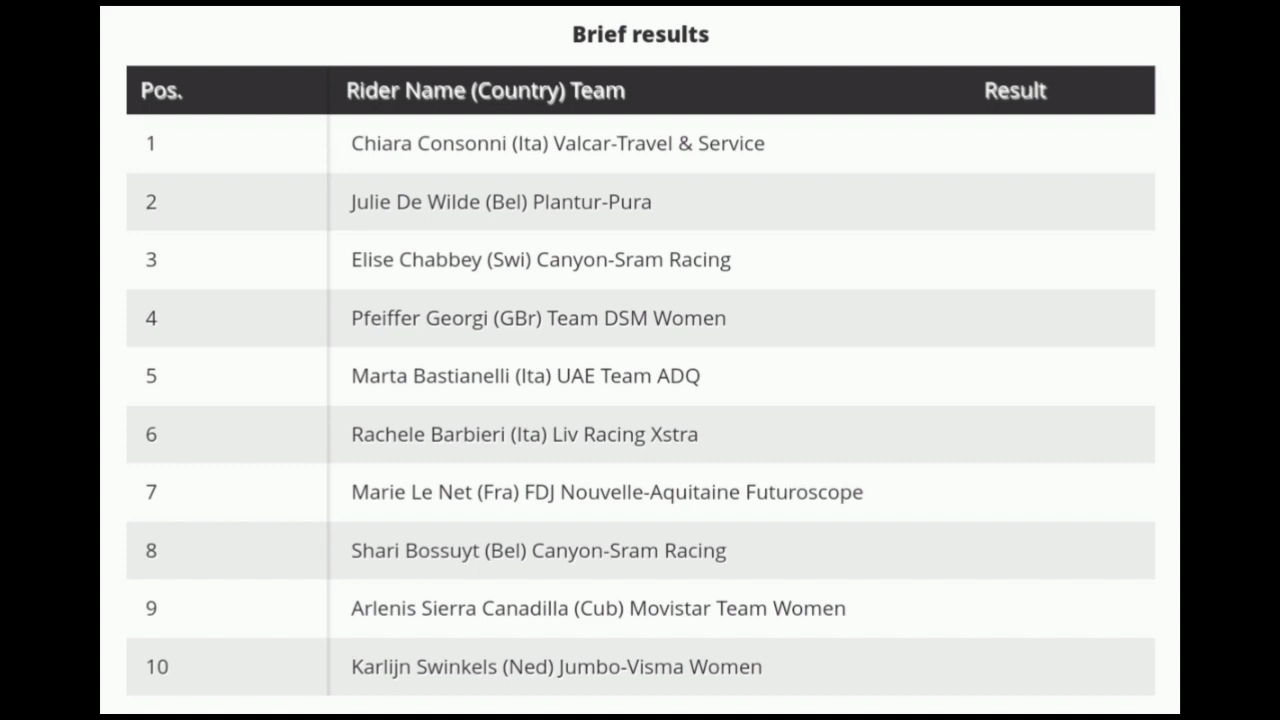 Brief results
Pos. Rider Name (Country) Team Result
1 Chiara Consonni (Ita) Valcar-Travel & Service
2 Julie De Wilde (Bel) Plantur-Pura
3 Elise Chabbey (Swi) Canyon-Sram Racing
4 Pfeiffer Georgi (GBr) Team DSM Women
5 Marta Bastianelli (Ita) UAE Team ADQ
6 Rachele Barbieri (Ita) Liv Racing Xstra
7 Marie Le Net (Fra) FDJ Nouvelle-Aquitaine Futuroscope
8 Shari Bossuyt (Bel) Canyon-Sram Racing
9 Arlenis Sierra Canadilla (Cub) Movistar Team Women
10 Karlijn Swinkels (Ned) Jumbo-Visma Women